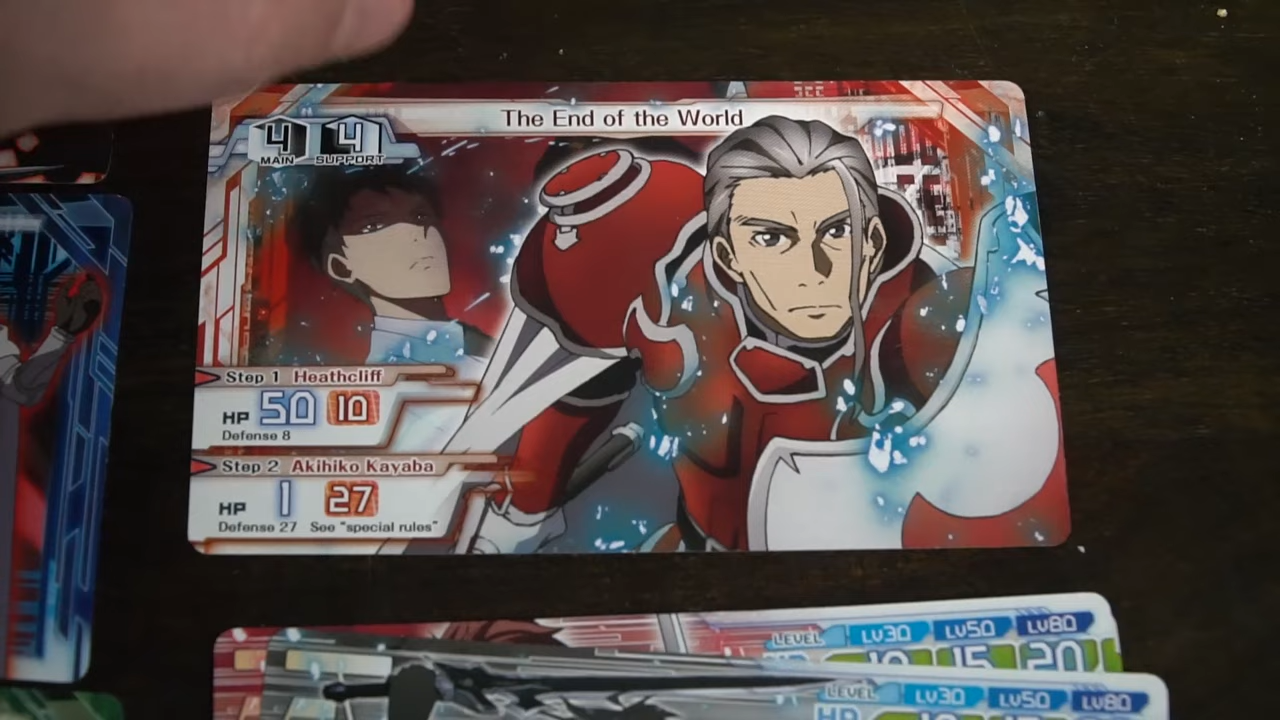 The End of the World
4 4
MAIN SUPPORT
Step 1 Heathcliff
HP 50 10
Defense 8
Step 2 Akihiko Kayaba
HP 1 27
Defense 27 See "special rules"
LEVEL LV30 LV50 LV80
15 20
LEVEL LV30 LV50 LV80
HP